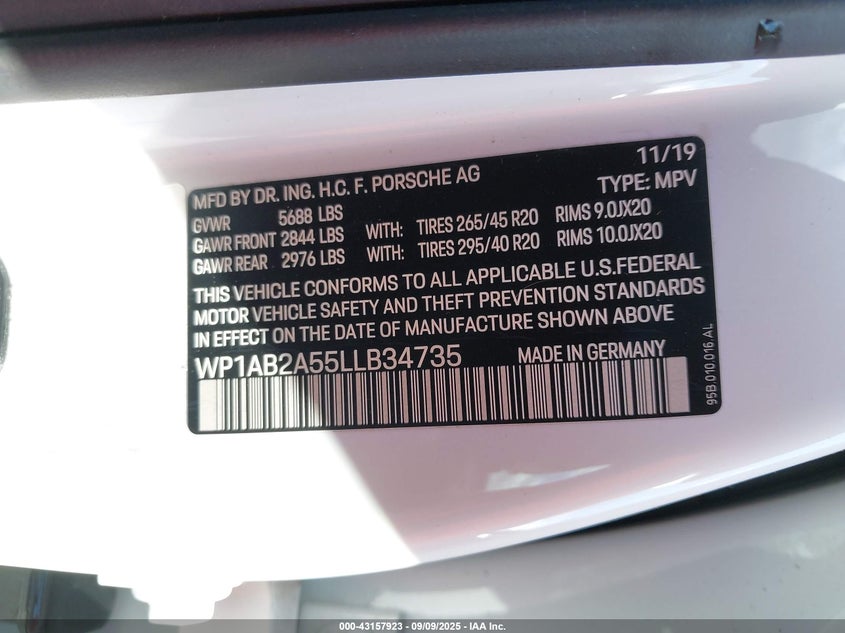 MFD BY DR. ING. H.C. F. PORSCHE AG 11/19
TYPE: MPV
GVWR 5688 LBS
GAWR FRONT 2844 LBS WITH: TIRES 265/45 R20 RIMS 9.0JX20
GAWR REAR 2976 LBS WITH: TIRES 295/40 R20 RIMS 10.0JX20
THIS VEHICLE CONFORMS TO ALL APPLICABLE U.S.FEDERAL
MOTOR VEHICLE SAFETY AND THEFT PREVENTION STANDARDS
IN EFFECT ON THE DATE OF MANUFACTURE SHOWN ABOVE
WP1AB2A55LLB34735 MADE IN GERMANY
95B.010.016.AL
000-43157923 - 09/09/2025 - IAA Inc.